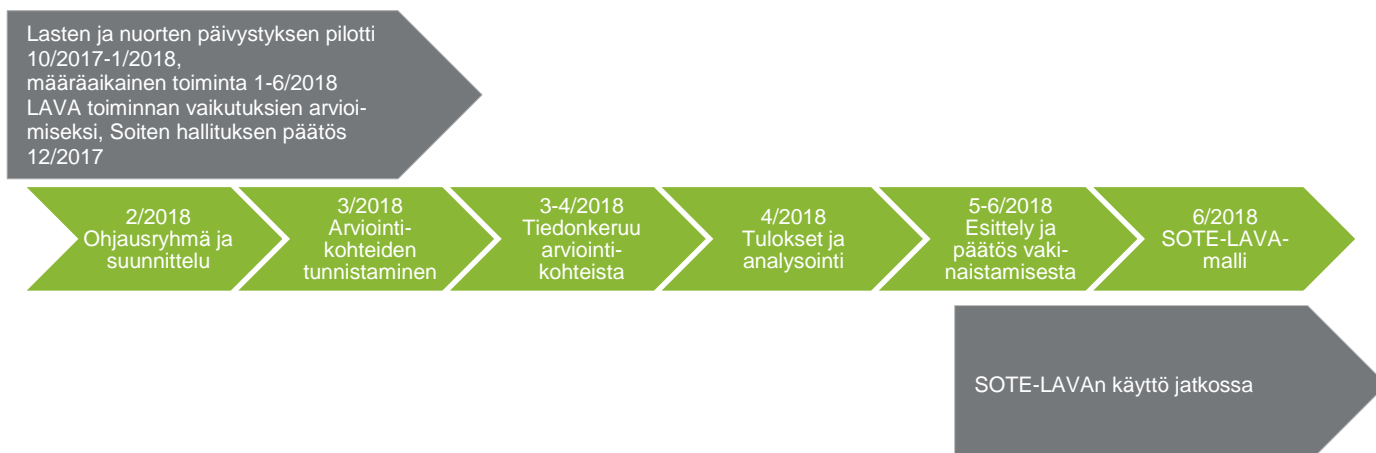 Lasten ja nuorten päivystyksen pilotti
10/2017-1/2018,
määräaikainen toiminta 1-6/2018
LAVA toiminnan vaikutuksien arvioi-
miseksi, Soiten hallituksen päätös
12/2017
2/2018
Ohjausryhmä ja
suunnittelu
3/2018
Arviointi-
kohteiden
tunnistaminen
3-4/2018
Tiedonkeruu
arviointi-
kohteista
4/2018
Tulokset ja
analysointi
5-6/2018
Esittely ja
päätös vaki-
naistamisesta
6/2018
SOTE-LAVA-
malli
SOTE-LAVAn käyttö jatkossa